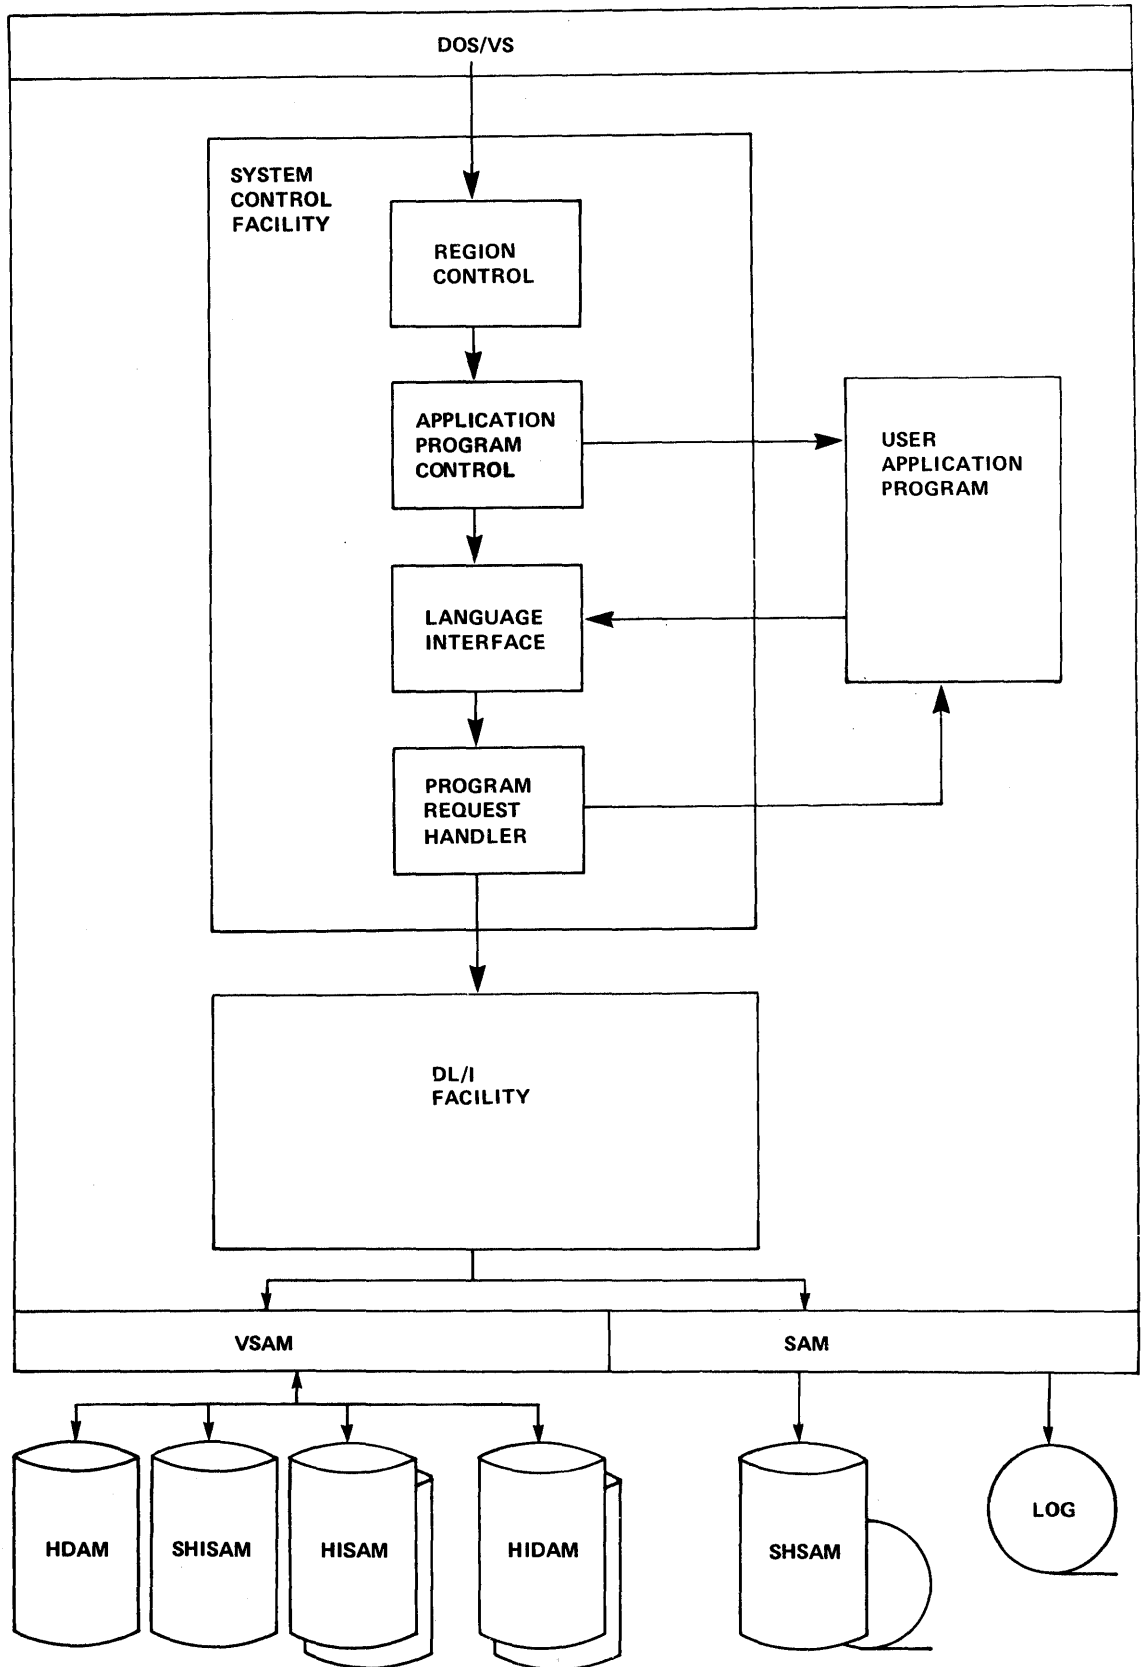 DOS/VS
SYSTEM
CONTROL
FACILITY
REGION
CONTROL
APPLICATION
PROGRAM
CONTROL
USER
APPLICATION
PROGRAM
LANGUAGE
INTERFACE
PROGRAM
REQUEST
HANDLER
DL/I
FACILITY
VSAM
SAM
HDAM
SHISAM
HISAM
HIDAM
SHSAM
LOG